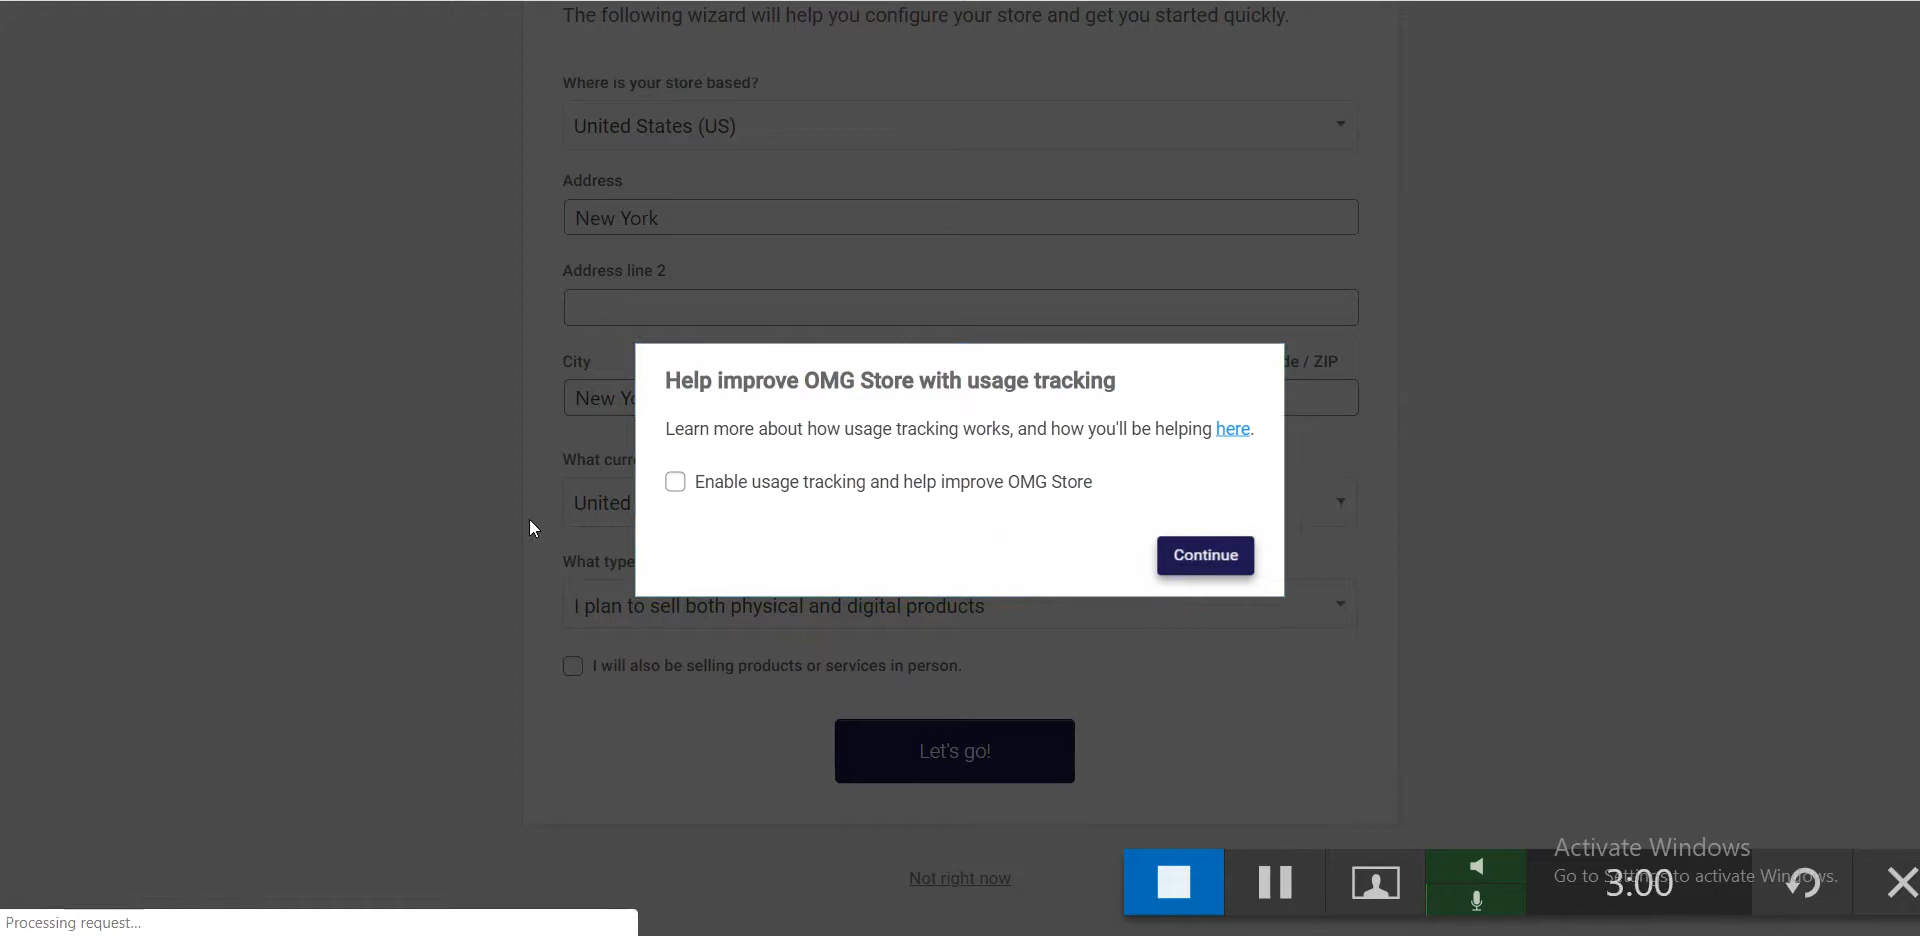 The following wizard will help you configure your store and get you started quickly.
Where is your store based?
United States (US)
Address
New York
Address line 2
City
de / ZIP
New Yo
Help improve OMG Store with usage tracking
Learn more about how usage tracking works, and how you'll be helping here.
Enable usage tracking and help improve OMG Store
Continue
What curr
United
What type
I plan to sell both physical and digital products
I will also be selling products or services in person.
Let's go!
Not right now
Activate Windows
Go to Settings to activate Windows.
3:00
Processing request...